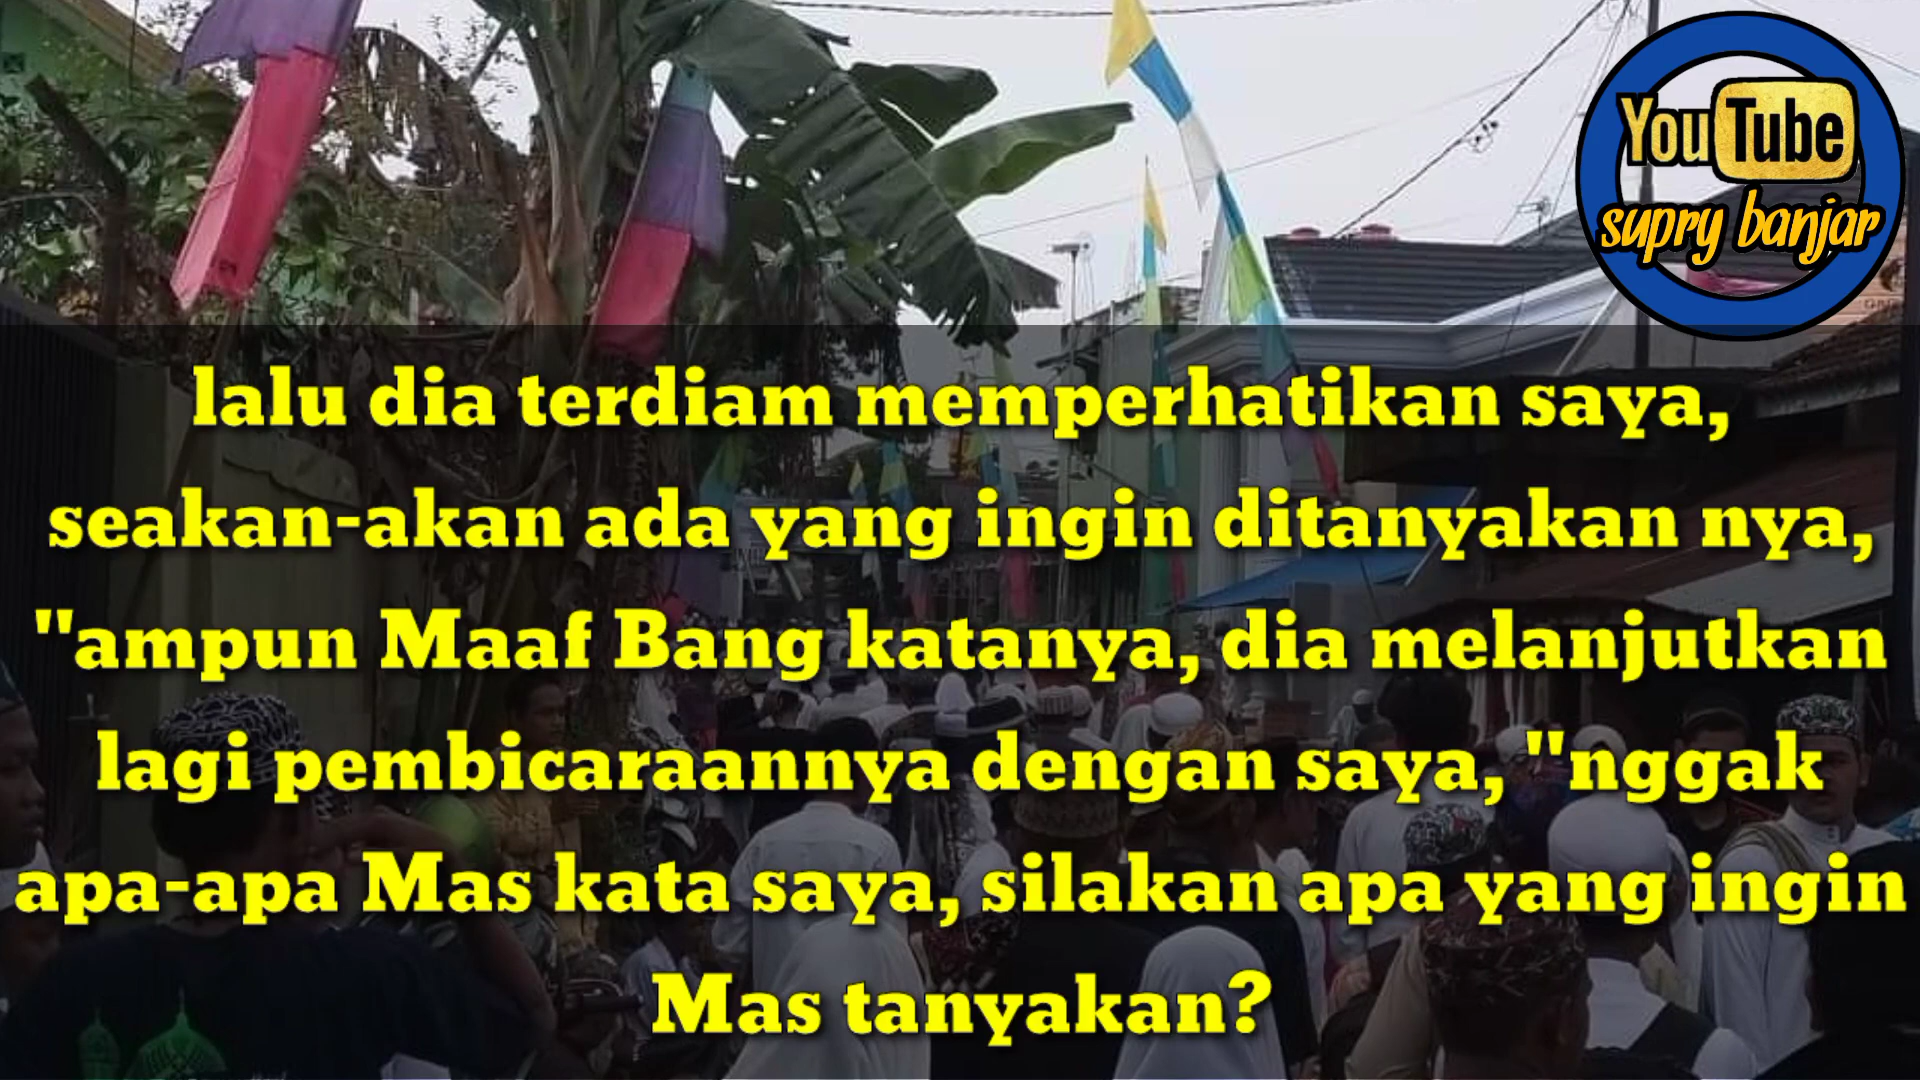 YouTube
supry banjar
lalu dia terdiam memperhatikan saya,
seakan-akan ada yang ingin ditanyakan nya,
"ampun Maaf Bang katanya, dia melanjutkan
lagi pembicaraannya dengan saya, "nggak
apa-apa Mas kata saya, silakan apa yang ingin
Mas tanyakan?